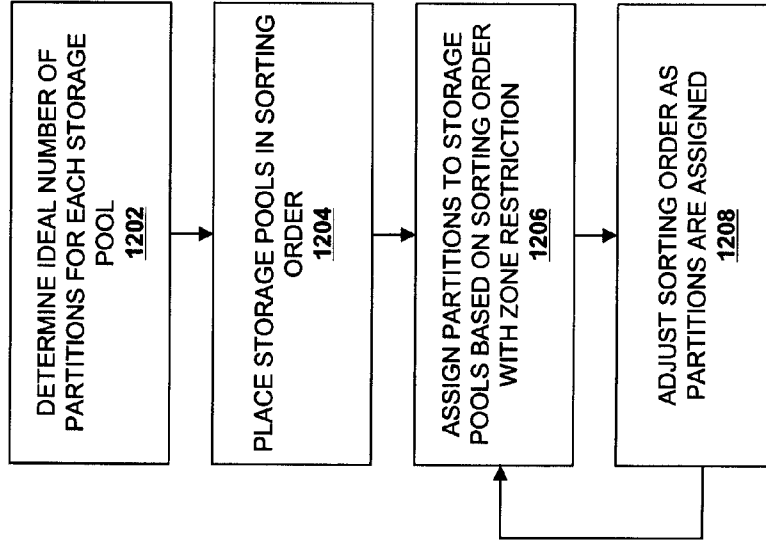 DETERMINE IDEAL NUMBER OF
PARTITIONS FOR EACH STORAGE
POOL
1202
PLACE STORAGE POOLS IN SORTING
ORDER
1204
ASSIGN PARTITIONS TO STORAGE
POOLS BASED ON SORTING ORDER
WITH ZONE RESTRICTION
1206
ADJUST SORTING ORDER AS
PARTITIONS ARE ASSIGNED
1208